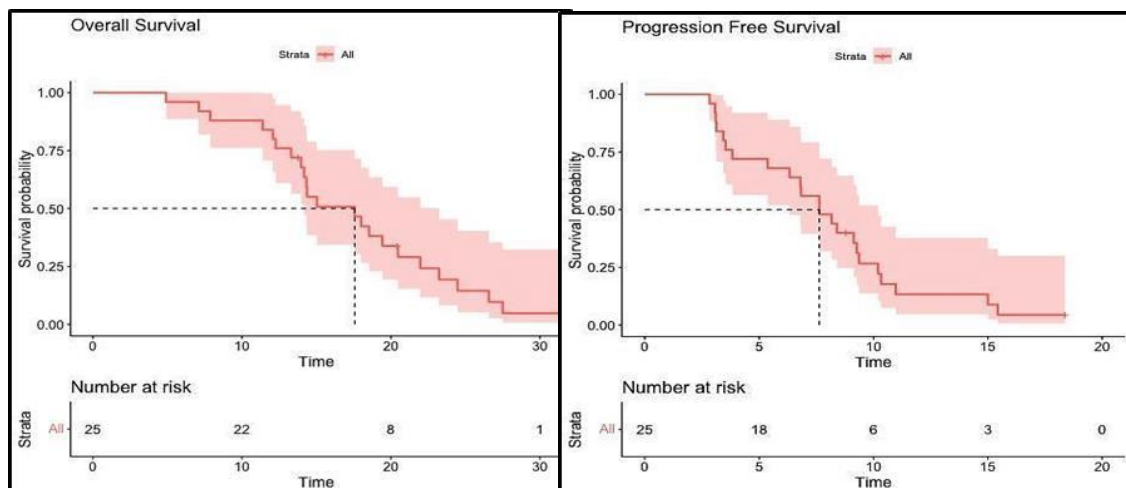 Overall Survival
Strata All
Survival probability
1.00
0.75
0.50
0.25
0.00
0 10 20 30
Time
Number at risk
Strata
All 25 22 8 1
0 10 20 30
Time
Progression Free Survival
Strata All
Survival probability
1.00
0.75
0.50
0.25
0.00
0 5 10 15 20
Time
Number at risk
Strata
All 25 18 6 3 0
0 5 10 15 20
Time